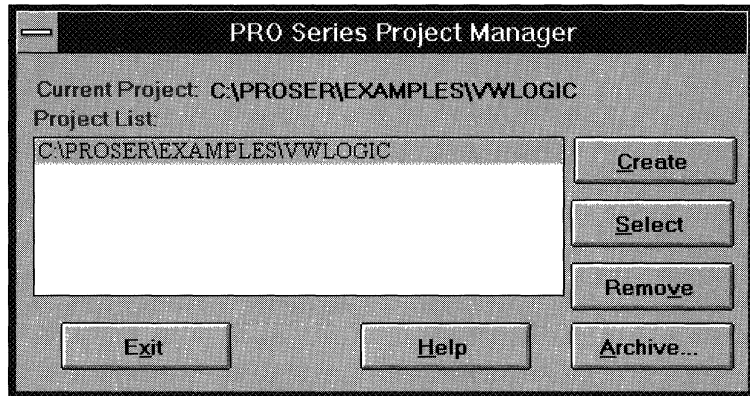 PRO Series Project Manager
Current Project: C:\PROSER\EXAMPLES\VWLOGIC
Project List:
C:\PROSER\EXAMPLES\VWLOGIC
Create
Select
Remove
Exit
Help
Archive...